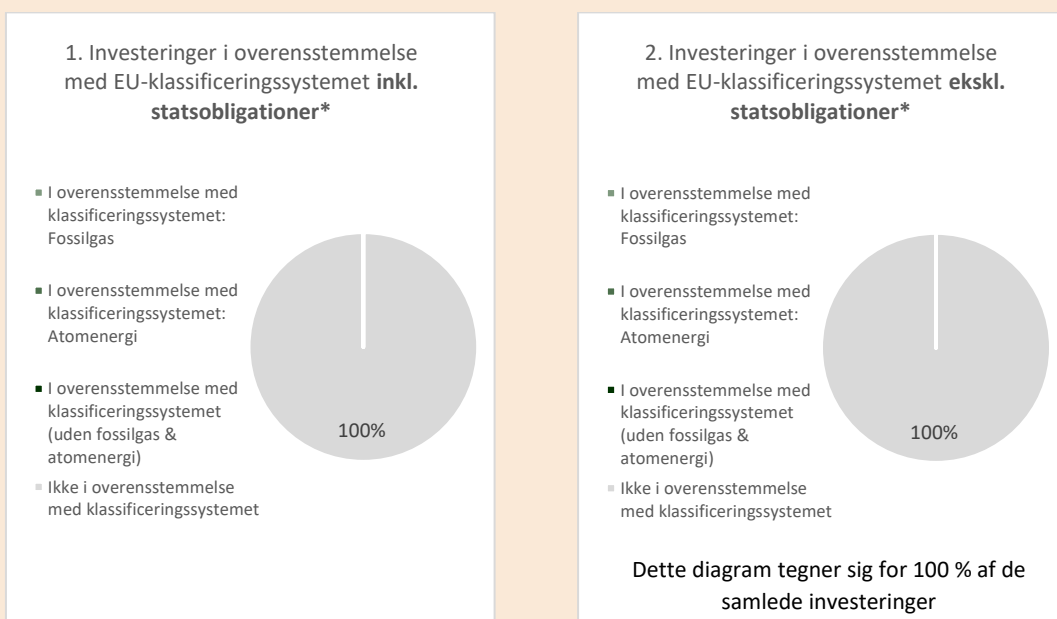 1. Investeringer i overensstemmelse
med EU-klassificeringssystemet inkl.
statsobligationer*
I overensstemmelse med
klassificeringssystemet:
Fossilgas
I overensstemmelse med
klassificeringssystemet:
Atomenergi
I overensstemmelse med
klassificeringssystemet
(uden fossilgas &
atomenergi)
Ikke i overensstemmelse
med klassificeringssystemet
100%
2. Investeringer i overensstemmelse
med EU-klassificeringssystemet ekskl.
statsobligationer*
I overensstemmelse med
klassificeringssystemet:
Fossilgas
I overensstemmelse med
klassificeringssystemet:
Atomenergi
I overensstemmelse med
klassificeringssystemet
(uden fossilgas &
atomenergi)
Ikke i overensstemmelse
med klassificeringssystemet
100%
Dette diagram tegner sig for 100 % af de
samlede investeringer